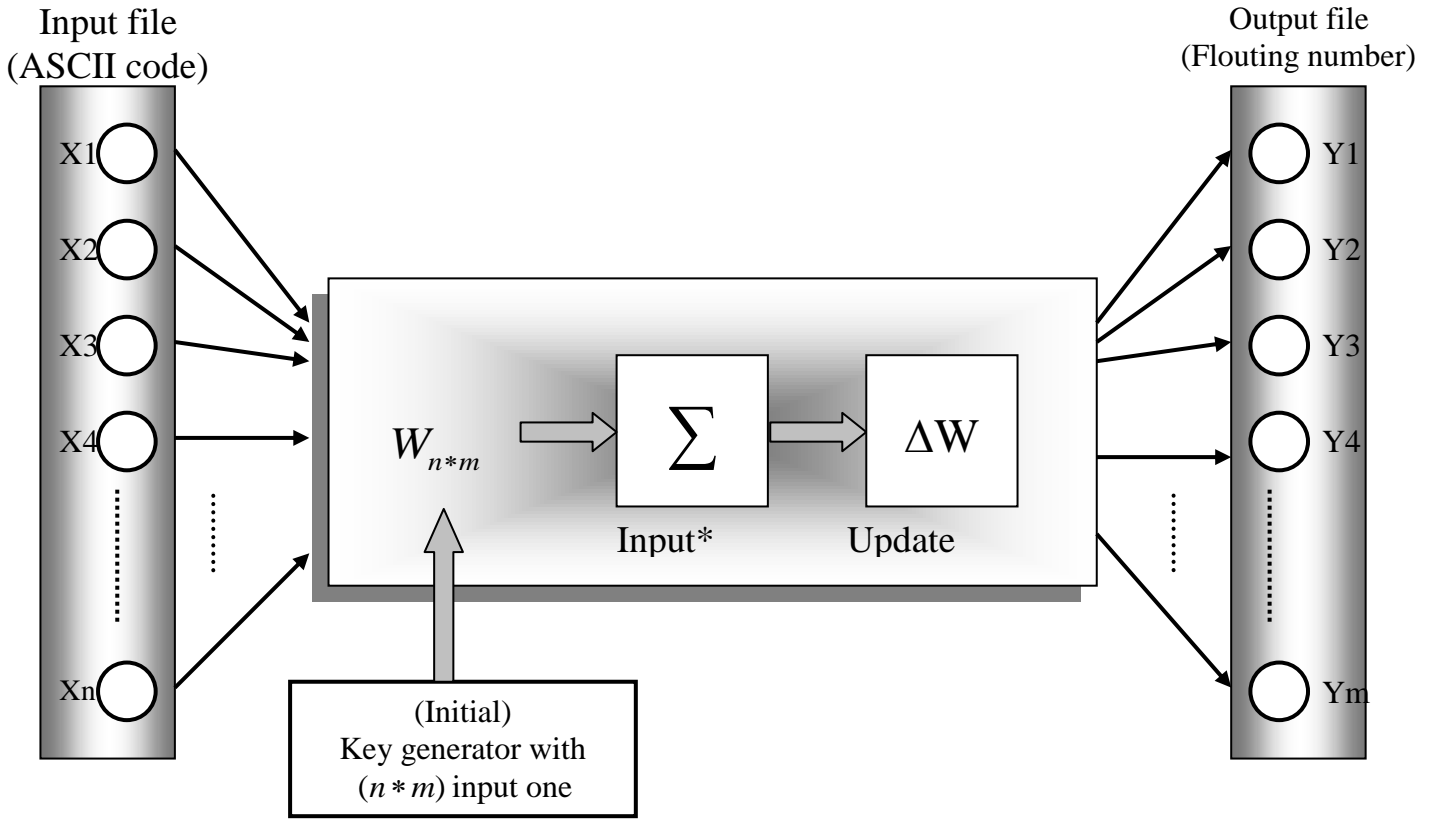 Input file
(ASCII code)
Output file
(Flouting number)
X1
X2
X3
X4
Xn
W_{n*m}
∑
ΔW
Input*
Update
(Initial)
Key generator with
(n * m) input one
Y1
Y2
Y3
Y4
Ym